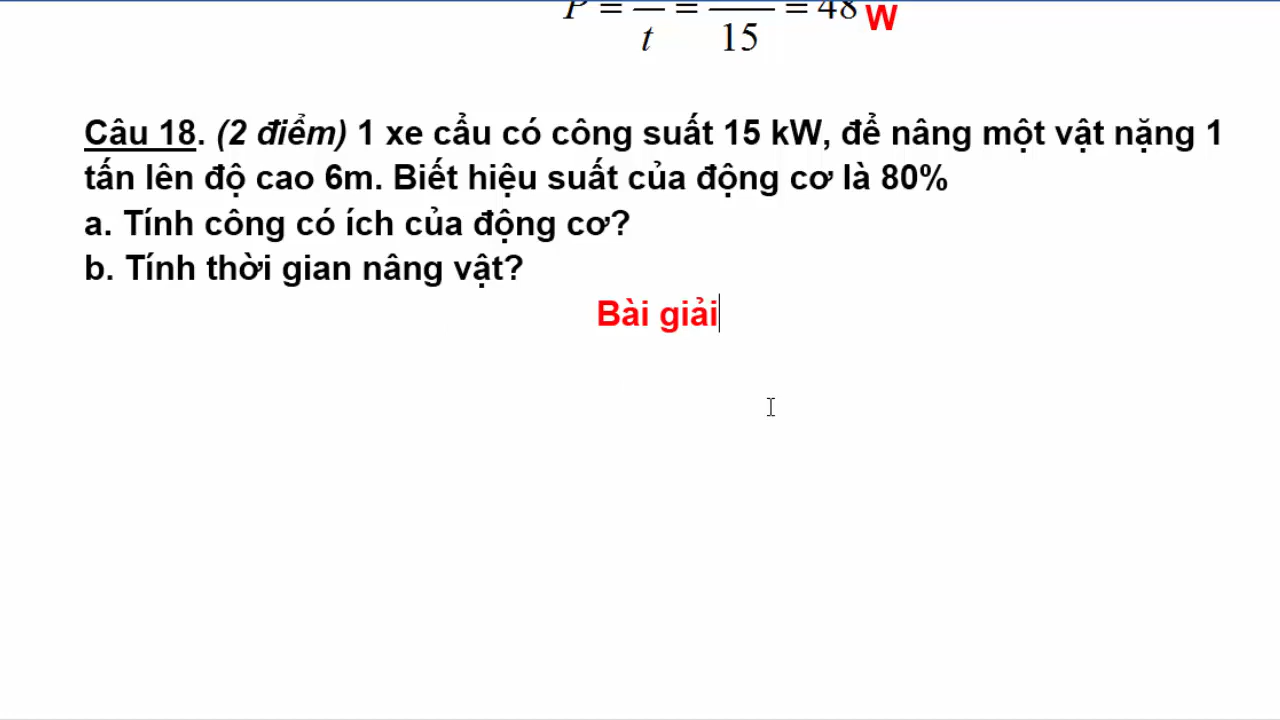 P = — = — = 48 W
t 15
Câu 18. (2 điểm) 1 xe cẩu có công suất 15 kW, để nâng một vật nặng 1
tấn lên độ cao 6m. Biết hiệu suất của động cơ là 80%
a. Tính công có ích của động cơ?
b. Tính thời gian nâng vật?
Bài giải